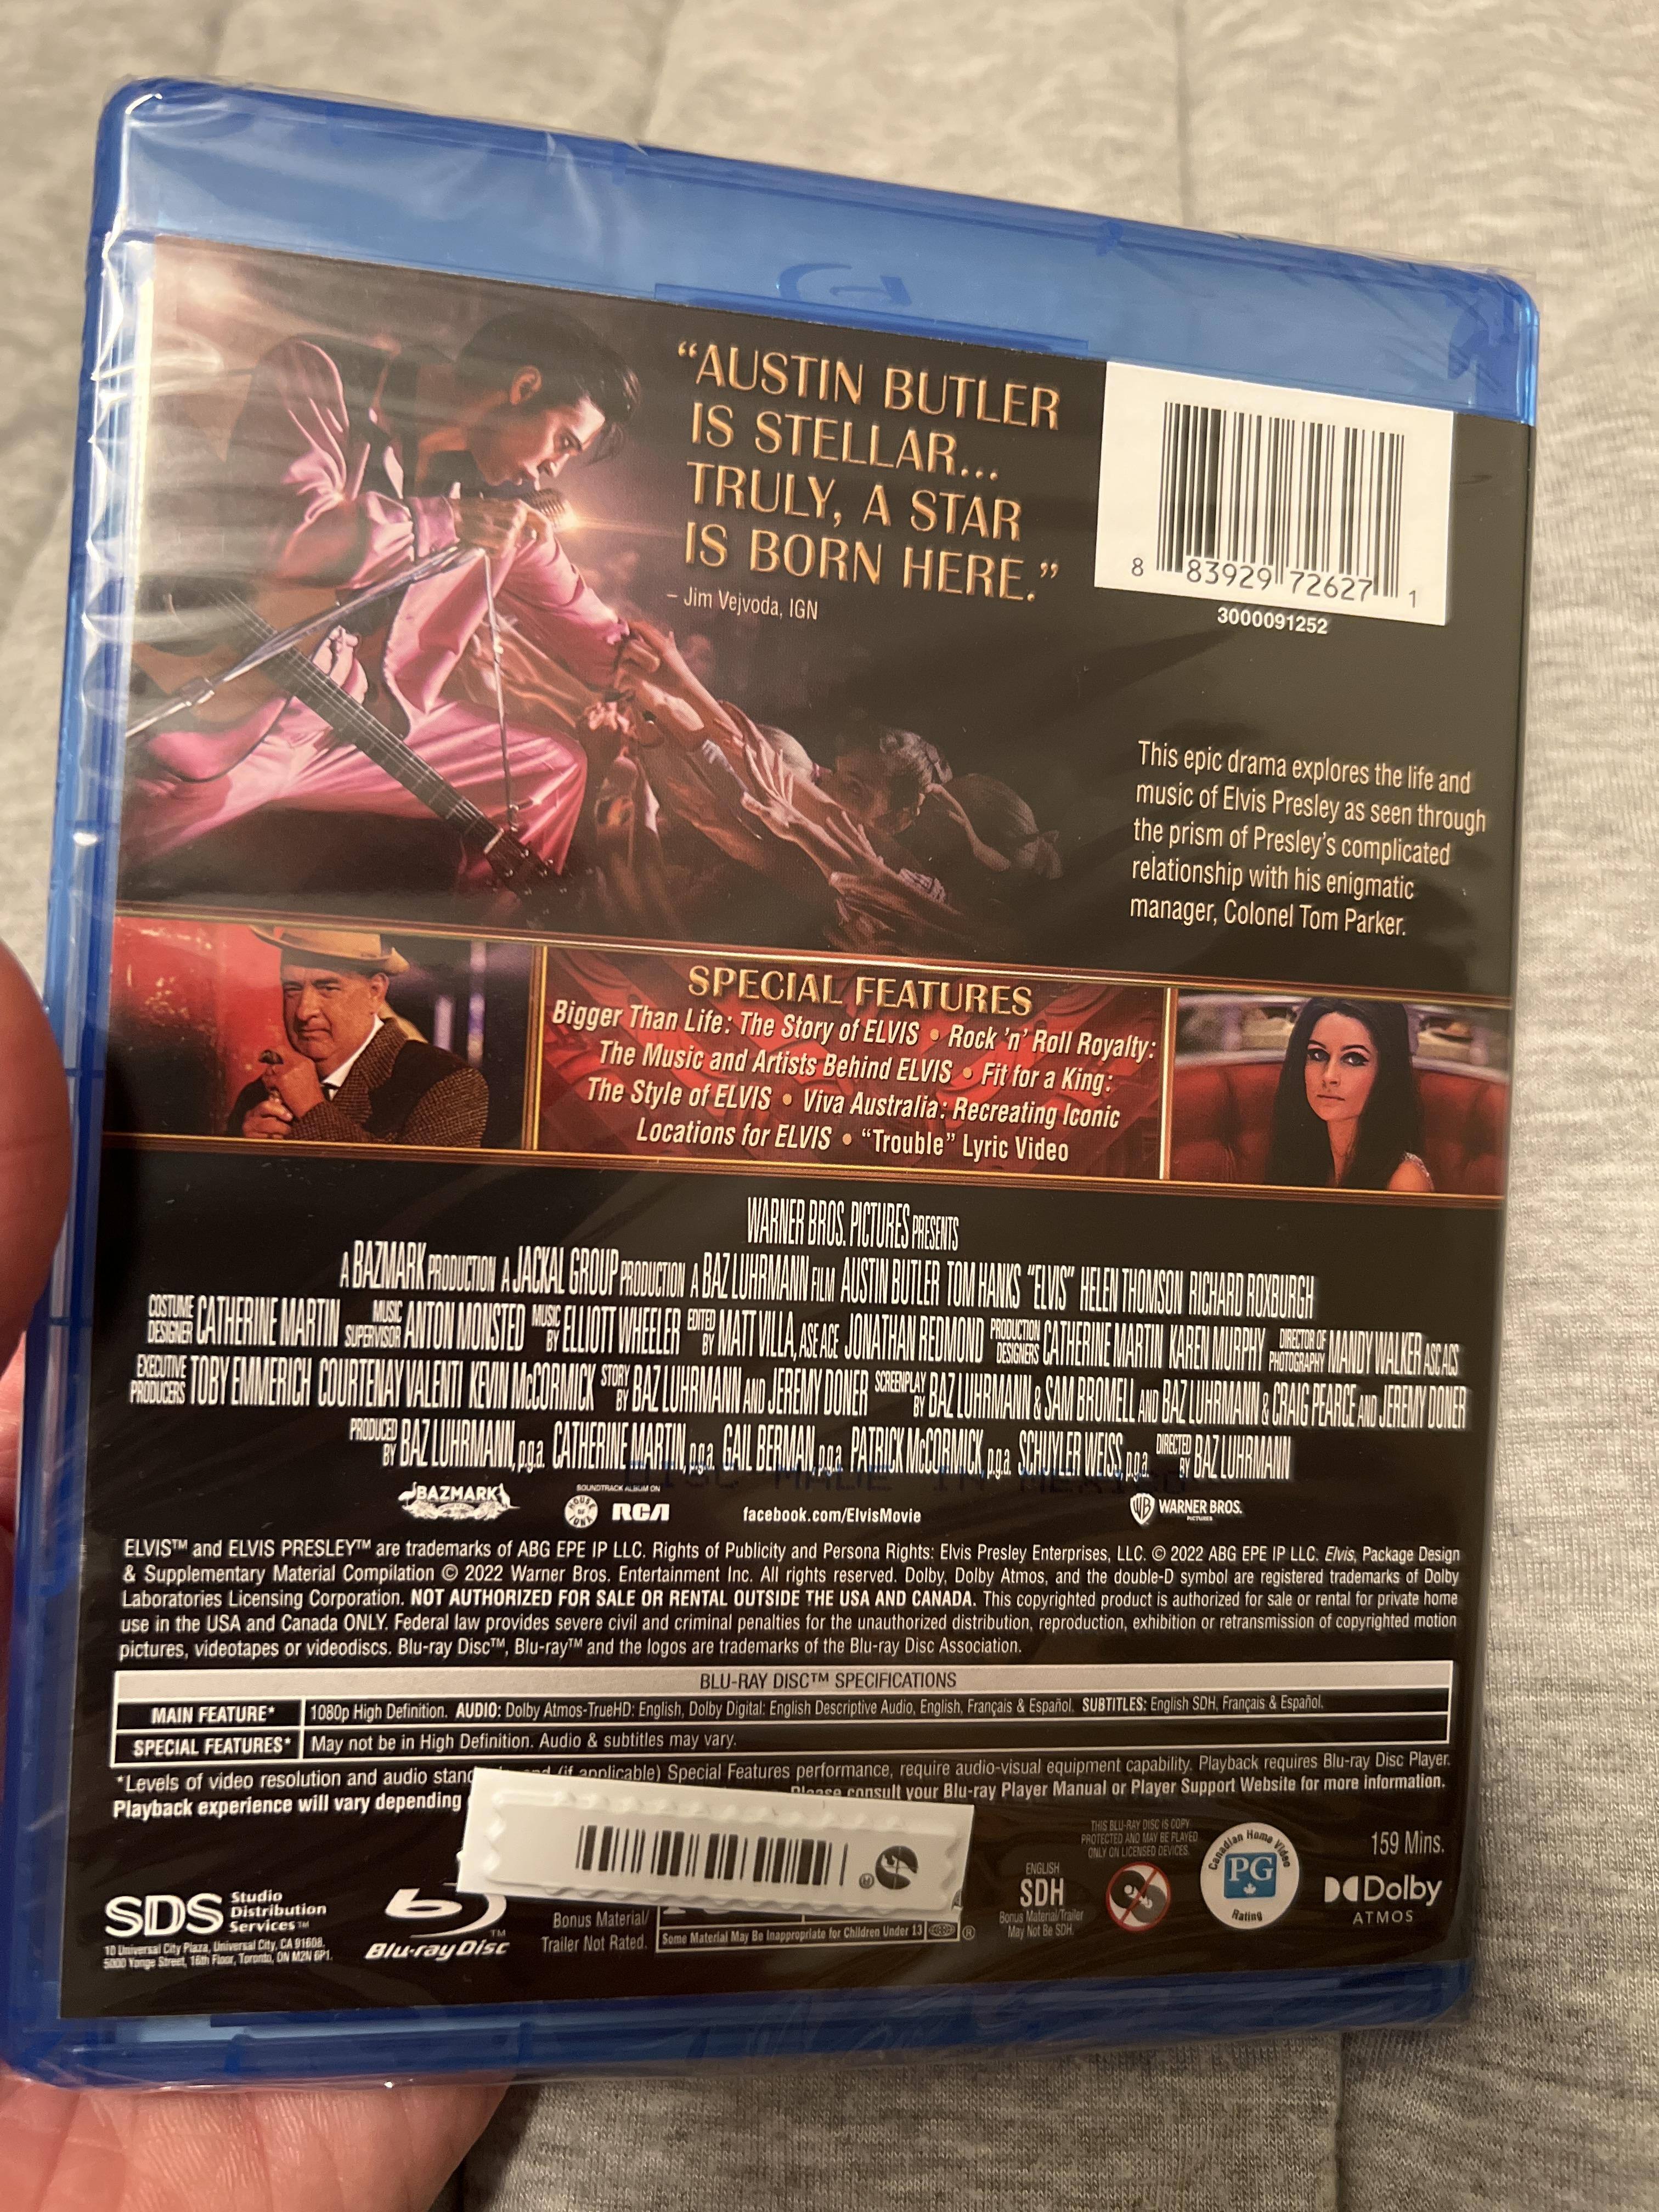 “AUSTIN BUTLER
IS STELLAR...
TRULY, A STAR
IS BORN HERE.”
– Jim Vejvoda, IGN
8 83929 72627 1
3000091252
This epic drama explores the life and
music of Elvis Presley as seen through
the prism of Presley’s complicated
relationship with his enigmatic
manager, Colonel Tom Parker.
SPECIAL FEATURES
Bigger Than Life: The Story of ELVIS • Rock ’n’ Roll Royalty:
The Music and Artists Behind ELVIS • Fit for a King:
The Style of ELVIS • Viva Australia: Recreating Iconic
Locations for ELVIS • “Trouble” Lyric Video
WARNER BROS. PICTURES PRESENTS
A BAZMARK PRODUCTION A JACKAL GROUP PRODUCTION A BAZ LUHRMANN FILM AUSTIN BUTLER TOM HANKS “ELVIS” HELEN THOMSON RICHARD ROXBURGH
COSTUME DESIGNER CATHERINE MARTIN MUSIC SUPERVISOR ANTON MONSTED MUSIC BY ELLIOTT WHEELER EDITED BY MATT VILLA, ASE ACE JONATHAN REDMOND PRODUCTION DESIGNERS CATHERINE MARTIN KAREN MURPHY DIRECTOR OF PHOTOGRAPHY MANDY WALKER ASC ACS
EXECUTIVE PRODUCERS TOBY EMMERICH COURTENAY VALENTI KEVIN McCORMICK STORY BY BAZ LUHRMANN AND JEREMY DONER SCREENPLAY BY BAZ LUHRMANN & SAM BROMELL AND BAZ LUHRMANN & CRAIG PEARCE AND JEREMY DONER
PRODUCED BY BAZ LUHRMANN, p.g.a. CATHERINE MARTIN, p.g.a. GAIL BERMAN, p.g.a. PATRICK McCORMICK, p.g.a. SCHUYLER WEISS, p.g.a. DIRECTED BY BAZ LUHRMANN
DISC MADE IN MEXICO
BAZMARK
SOUNDTRACK ALBUM ON
HOUSE OF IONA RCA
facebook.com/ElvisMovie
WB WARNER BROS.
PICTURES
ELVIS™ and ELVIS PRESLEY™ are trademarks of ABG EPE IP LLC. Rights of Publicity and Persona Rights: Elvis Presley Enterprises, LLC. © 2022 ABG EPE IP LLC. Elvis, Package Design
& Supplementary Material Compilation © 2022 Warner Bros. Entertainment Inc. All rights reserved. Dolby, Dolby Atmos, and the double-D symbol are registered trademarks of Dolby
Laboratories Licensing Corporation. NOT AUTHORIZED FOR SALE OR RENTAL OUTSIDE THE USA AND CANADA. This copyrighted product is authorized for sale or rental for private home
use in the USA and Canada ONLY. Federal law provides severe civil and criminal penalties for the unauthorized distribution, reproduction, exhibition or retransmission of copyrighted motion
pictures, videotapes or videodiscs. Blu-ray Disc™, Blu-ray™ and the logos are trademarks of the Blu-ray Disc Association.
BLU-RAY DISC™ SPECIFICATIONS
MAIN FEATURE* 1080p High Definition. AUDIO: Dolby Atmos-TrueHD: English, Dolby Digital: English Descriptive Audio, English, Français & Español. SUBTITLES: English SDH, Français & Español.
SPECIAL FEATURES* May not be in High Definition. Audio & subtitles may vary.
*Levels of video resolution and audio (if applicable) Special Features performance, require audio-visual equipment capability. Playback requires Blu-ray Disc Player.
Playback experience will vary depending Please consult your Blu-ray Player Manual or Player Support Website for more information.
SDS Studio
Distribution
Services™
10 Universal City Plaza, Universal City, CA 91608.
5000 Yonge Street, 16th Floor, Toronto, ON M2N 6P1.
Blu-ray Disc™
Bonus Material/
Trailer Not Rated.
Some Material May Be Inappropriate for Children Under 13 ®
ENGLISH
SDH
Bonus Material/Trailer
May Not Be SDH.
THIS BLU-RAY DISC IS COPY
PROTECTED AND MAY BE PLAYED
ONLY ON LICENSED DEVICES.
Canadian Home Video
PG
Rating
159 Mins.
Dolby
ATMOS